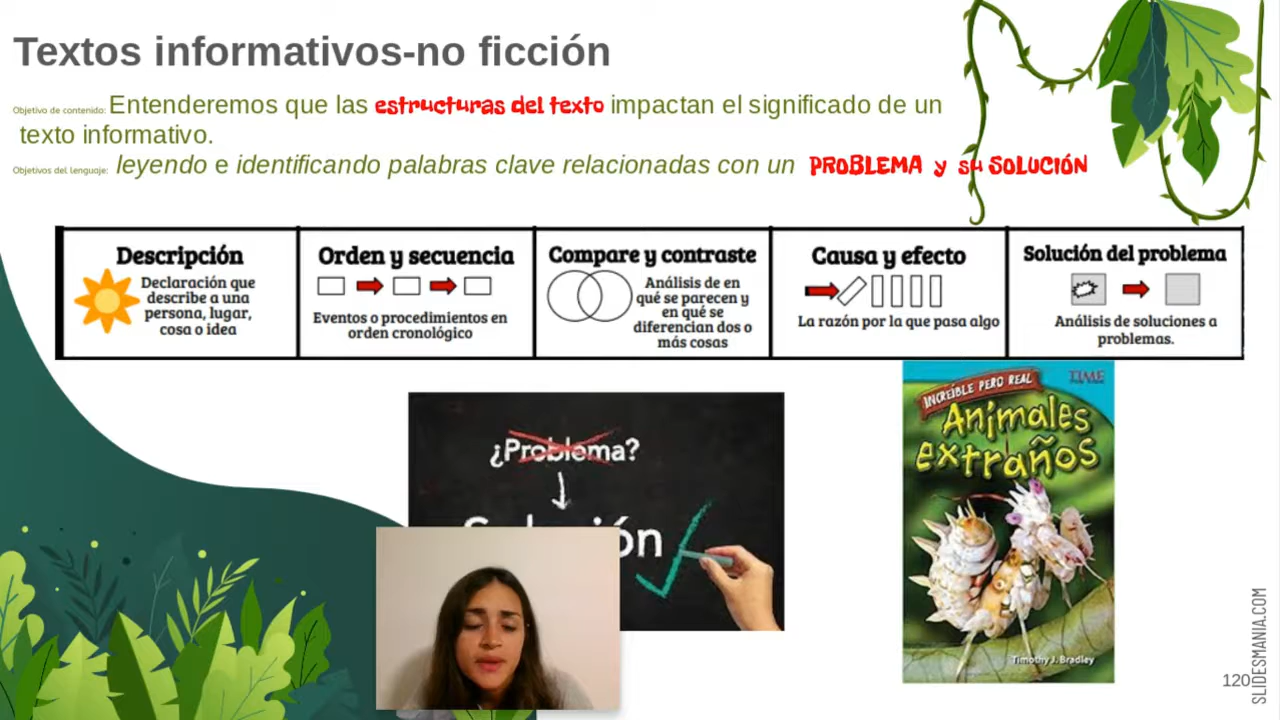 Textos informativos-no ficción
Objetivo de contenido: Entenderemos que las estructuras del texto impactan el significado de un
texto informativo.
Objetivos del lenguaje: leyendo e identificando palabras clave relacionadas con un PROBLEMA y su SOLUCIÓN
Descripción
Declaración que
describe a una
persona, lugar,
cosa o idea
Orden y secuencia
Eventos o procedimientos en
orden cronológico
Compare y contraste
Análisis de en
qué se parecen y
en qué se
diferencian dos o
más cosas
Causa y efecto
La razón por la que pasa algo
Solución del problema
Análisis de soluciones a
problemas.
¿Problema?
INCREÍBLE PERO REAL
TIME
Animales
extraños
Timothy J. Bradley
120
SLIDESMANIA.COM